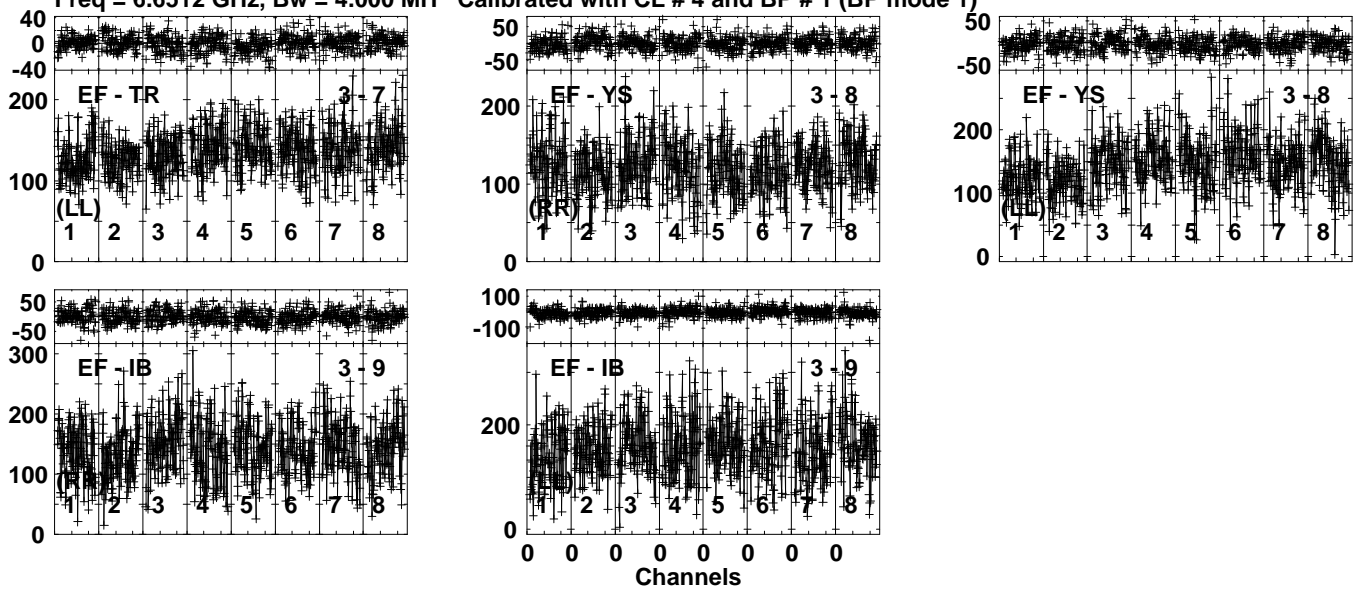 Freq = 6.6512 GHz, Bw = 4.000 MH Calibrated with CL # 4 and BP # 1 (BP mode 1)
40
0
-40
EF - TR 3 - 7
200
100
0
(LL)
1 2 3 4 5 6 7 8
50
-50
EF - YS 3 - 8
200
100
0
(RR)
1 2 3 4 5 6 7 8
50
-50
EF - YS 3 - 8
200
100
0
(LL)
1 2 3 4 5 6 7 8
50
-50
EF - IB 3 - 9
300
200
100
0
(RR)
1 2 3 4 5 6 7 8
100
-100
EF - IB 3 - 9
200
0
(LL)
1 2 3 4 5 6 7 8
0 0 0 0 0 0 0 0
Channels